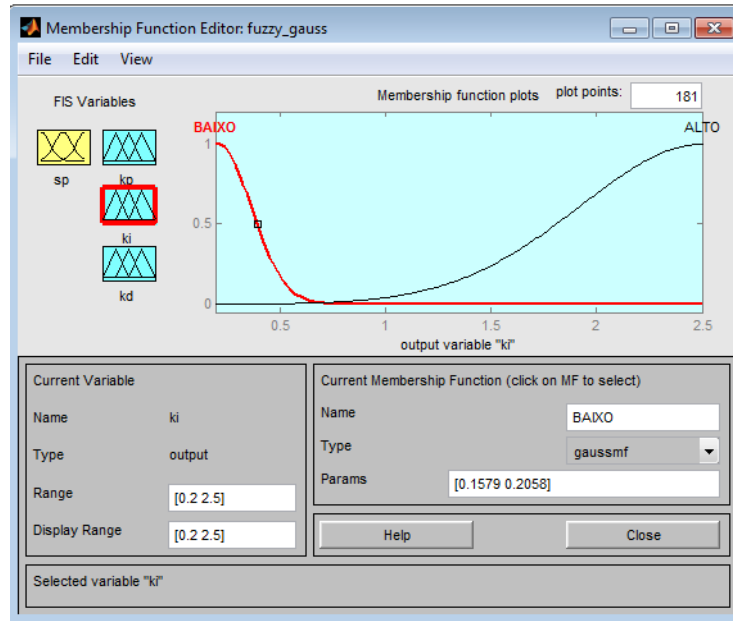 Membership Function Editor: fuzzy_gauss
File Edit View
FIS Variables
Membership function plots plot points: 181
sp
kp
ki
kd
BAIXO
ALTO
1
0.5
0
0.5 1 1.5 2 2.5
output variable "ki"
Current Variable
Name ki
Type output
Range [0.2 2.5]
Display Range [0.2 2.5]
Current Membership Function (click on MF to select)
Name BAIXO
Type gaussmf
Params [0.1579 0.2058]
Help Close
Selected variable "ki"